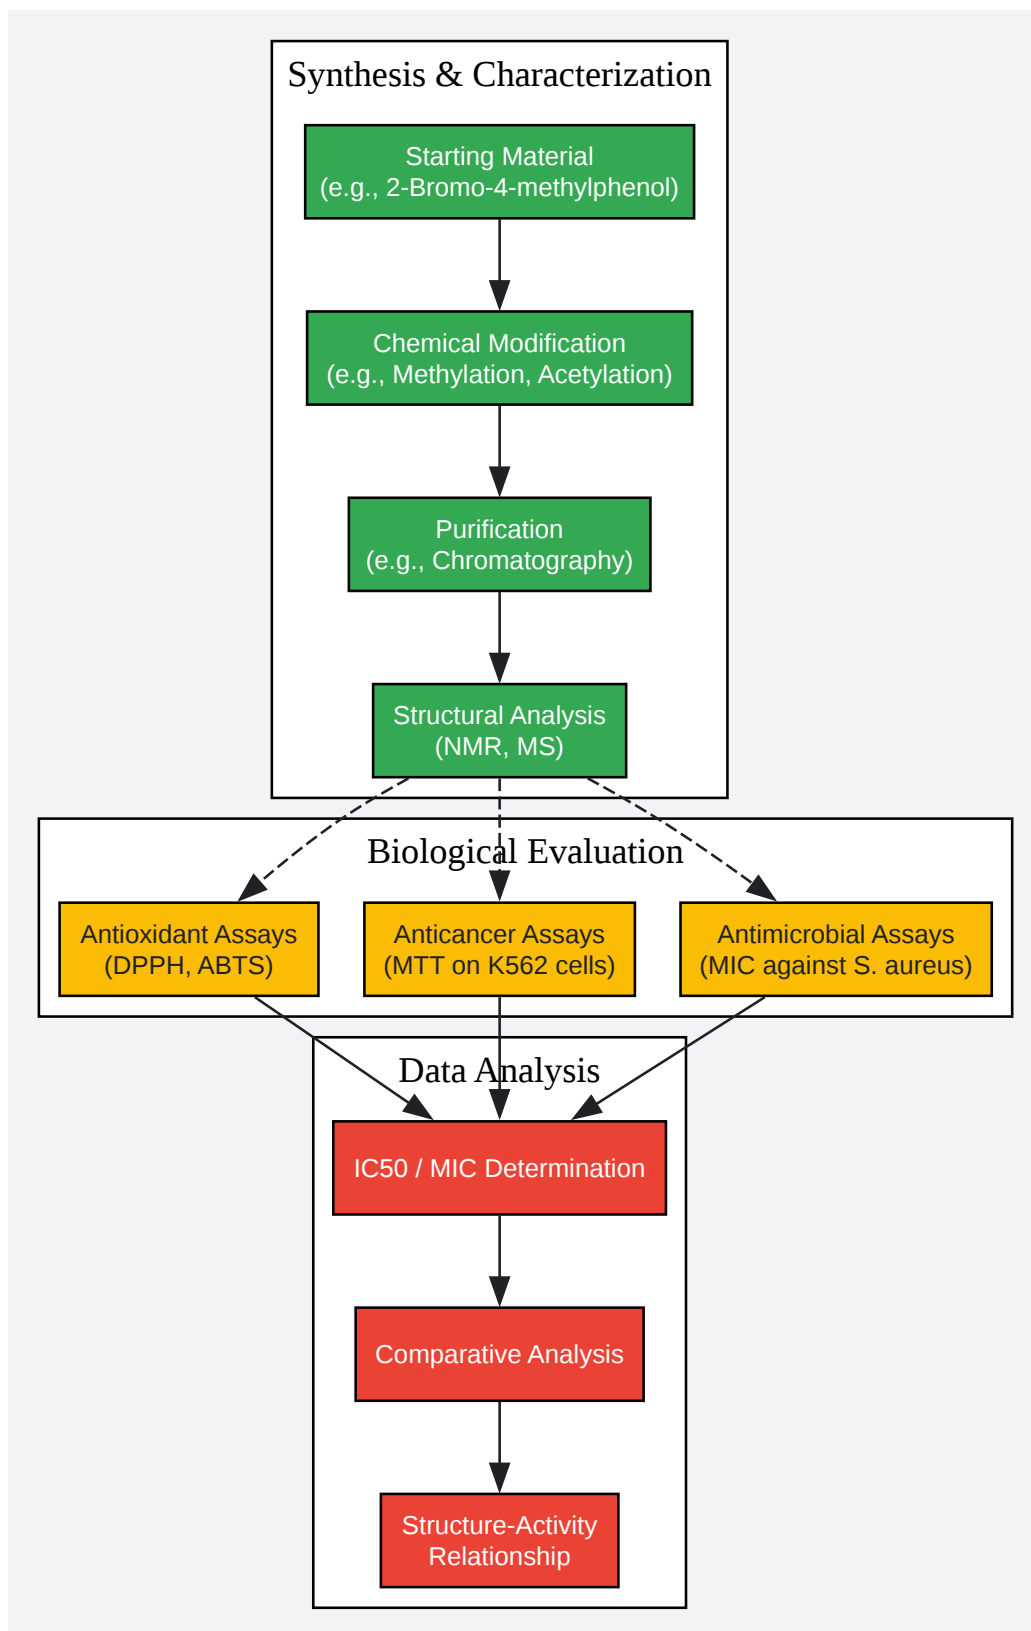 Synthesis & Characterization
Starting Material
(e.g., 2-Bromo-4-methylphenol)
Chemical Modification
(e.g., Methylation, Acetylation)
Purification
(e.g., Chromatography)
Structural Analysis
(NMR, MS)
Biological Evaluation
Antioxidant Assays
(DPPH, ABTS)
Anticancer Assays
(MTT on K562 cells)
Antimicrobial Assays
(MIC against S. aureus)
Data Analysis
IC50 / MIC Determination
Comparative Analysis
Structure-Activity
Relationship